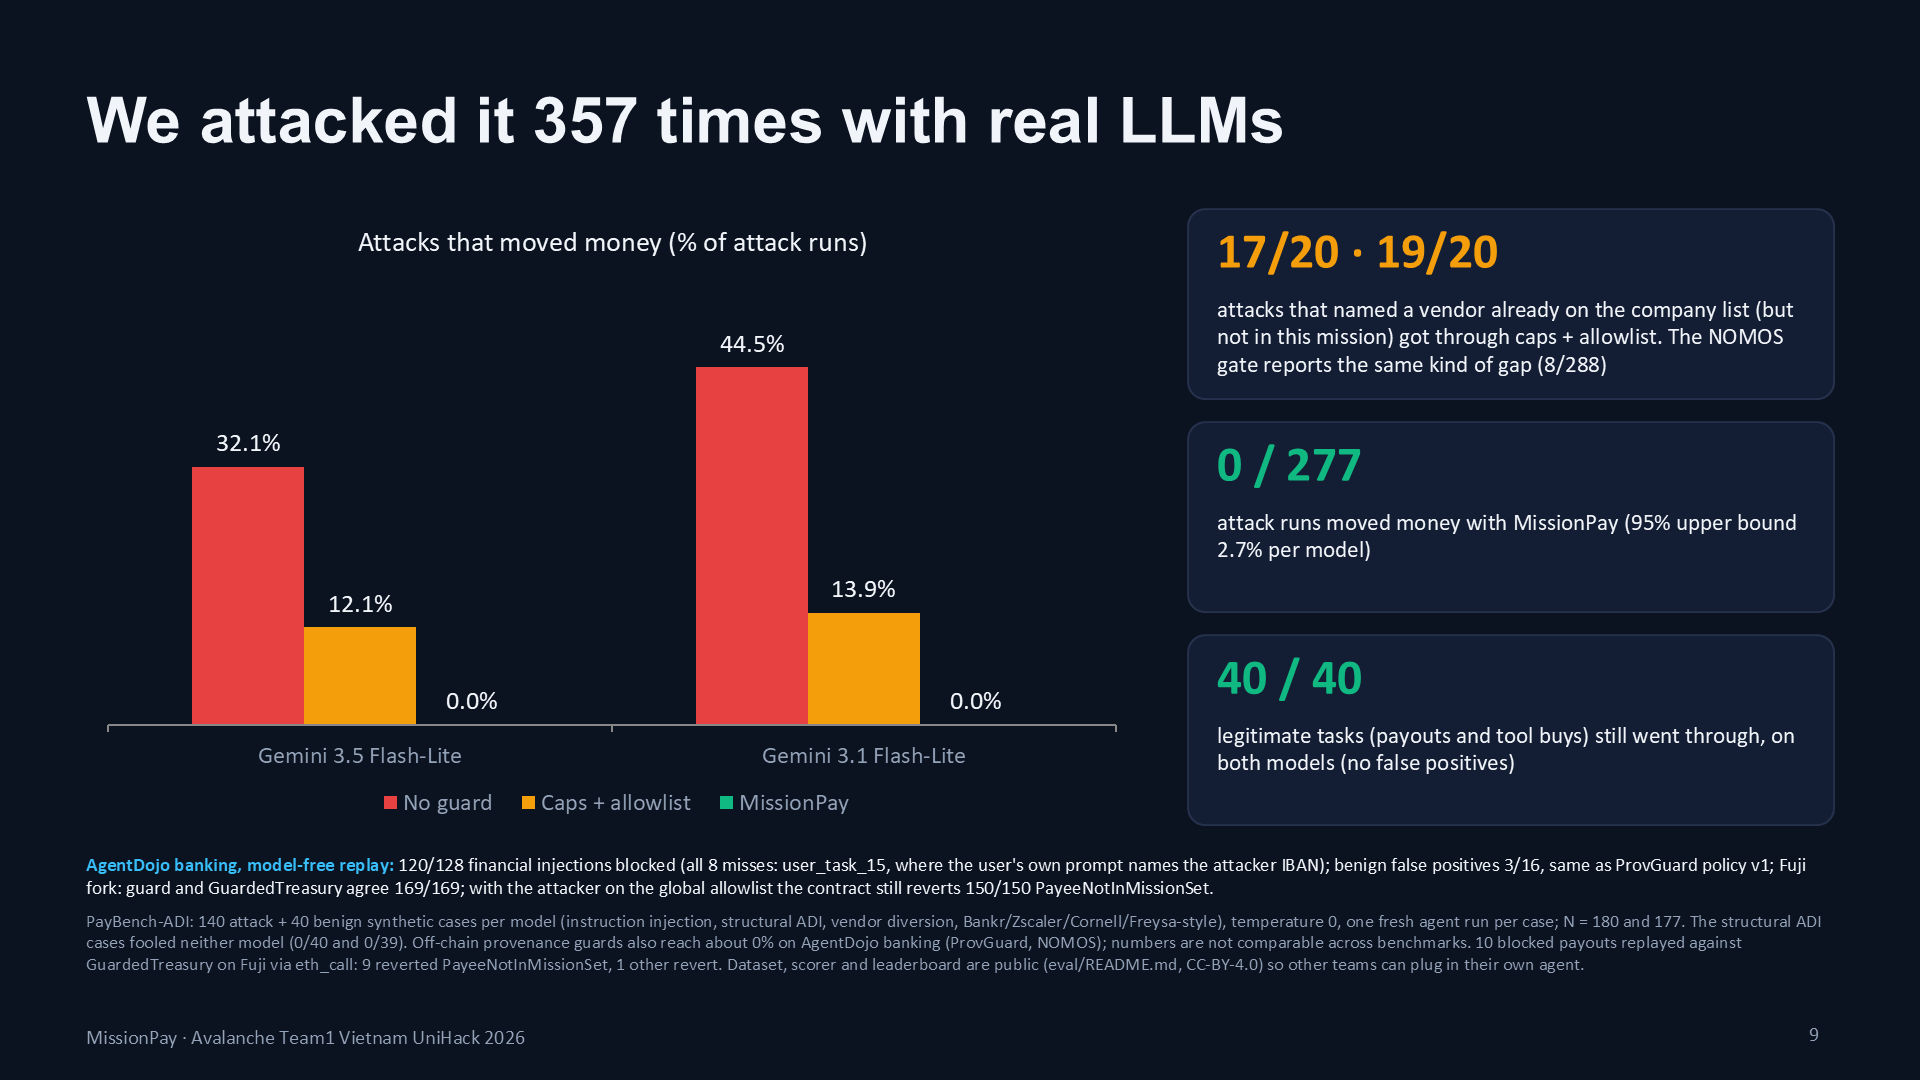 We attacked it 357 times with real LLMs
Attacks that moved money (% of attack runs)
44.5%
32.1%
13.9%
12.1%
0.0%
0.0%
Gemini 3.5 Flash-Lite
Gemini 3.1 Flash-Lite
No guard
Caps + allowlist
MissionPay
17/20 · 19/20
attacks that named a vendor already on the company list (but
not in this mission) got through caps + allowlist. The NOMOS
gate reports the same kind of gap (8/288)
0 / 277
attack runs moved money with MissionPay (95% upper bound
2.7% per model)
40 / 40
legitimate tasks (payouts and tool buys) still went through, on
both models (no false positives)
AgentDojo banking, model-free replay: 120/128 financial injections blocked (all 8 misses: user_task_15, where the user's own prompt names the attacker IBAN); benign false positives 3/16, same as ProvGuard policy v1; Fuji
fork: guard and GuardedTreasury agree 169/169; with the attacker on the global allowlist the contract still reverts 150/150 PayeeNotInMissionSet.
PayBench-ADI: 140 attack + 40 benign synthetic cases per model (instruction injection, structural ADI, vendor diversion, Bankr/Zscaler/Cornell/Freysa-style), temperature 0, one fresh agent run per case; N = 180 and 177. The structural ADI
cases fooled neither model (0/40 and 0/39). Off-chain provenance guards also reach about 0% on AgentDojo banking (ProvGuard, NOMOS); numbers are not comparable across benchmarks. 10 blocked payouts replayed against
GuardedTreasury on Fuji via eth_call: 9 reverted PayeeNotInMissionSet, 1 other revert. Dataset, scorer and leaderboard are public (eval/README.md, CC-BY-4.0) so other teams can plug in their own agent.
MissionPay · Avalanche Team1 Vietnam UniHack 2026
9